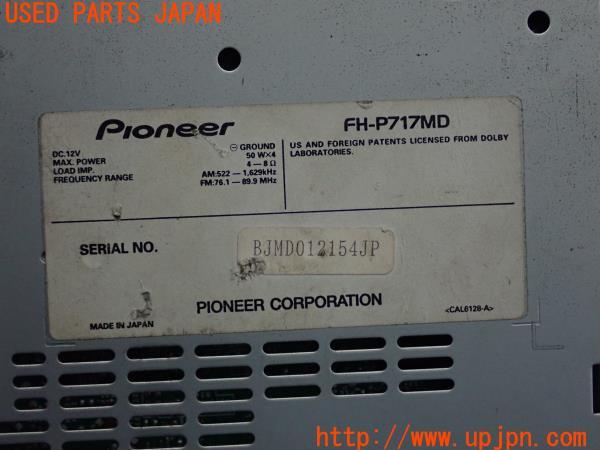 USED PARTS JAPAN
Pioneer
FH-P717MD
DC.12V ⊖ GROUND
MAX. POWER 50 W×4
LOAD IMP. 4 — 8 Ω
FREQUENCY RANGE AM:522 — 1,629kHz
FM:76.1 — 89.9 MHz
US AND FOREIGN PATENTS LICENSED FROM DOLBY
LABORATORIES.
SERIAL NO. BJMD012154JP
PIONEER CORPORATION
MADE IN JAPAN
<CAL6128-A>
http://www.upjpn.com/